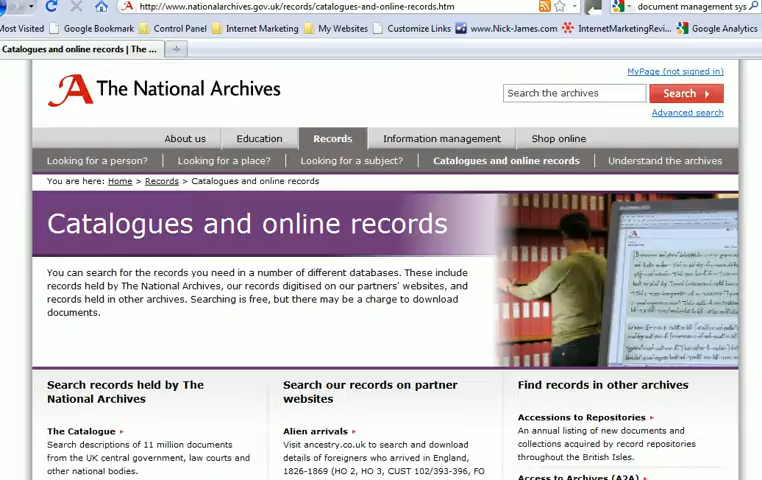 http://www.nationalarchives.gov.uk/records/catalogues-and-online-records.htm
document management sys
Most Visited Google Bookmark Control Panel Internet Marketing My Websites Customize Links www.Nick-James.com InternetMarketingRevi... Google Analytics
Catalogues and online records | The ...
MyPage (not signed in)
The National Archives
Search the archives Search
Advanced search
About us Education Records Information management Shop online
Looking for a person? Looking for a place? Looking for a subject? Catalogues and online records Understand the archives
You are here: Home > Records > Catalogues and online records
Catalogues and online records
You can search for the records you need in a number of different databases. These include
records held by The National Archives, our records digitised on our partners' websites, and
records held in other archives. Searching is free, but there may be a charge to download
documents.
Search records held by The
National Archives
The Catalogue
Search descriptions of 11 million documents
from the UK central government, law courts and
other national bodies.
Search our records on partner
websites
Alien arrivals
Visit ancestry.co.uk to search and download
details of foreigners who arrived in England,
1826-1869 (HO 2, HO 3, CUST 102/393-396, FO
Find records in other archives
Accessions to Repositories
An annual listing of new documents and
collections acquired by record repositories
throughout the British Isles.
Access to Archives (A2A)